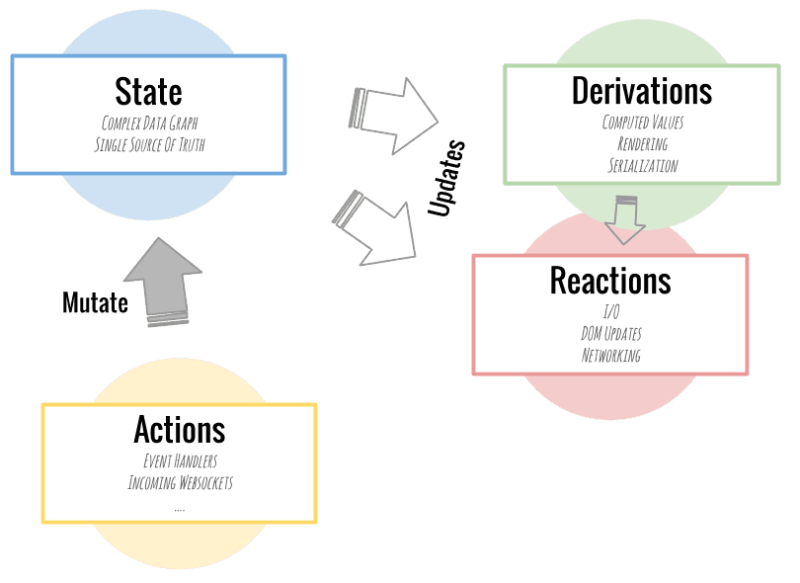 State
Complex Data Graph
Single Source Of Truth
Derivations
Computed Values
Rendering
Serialization
Updates
Mutate
Reactions
I/O
DOM Updates
Networking
Actions
Event Handlers
Incoming Websockets
....